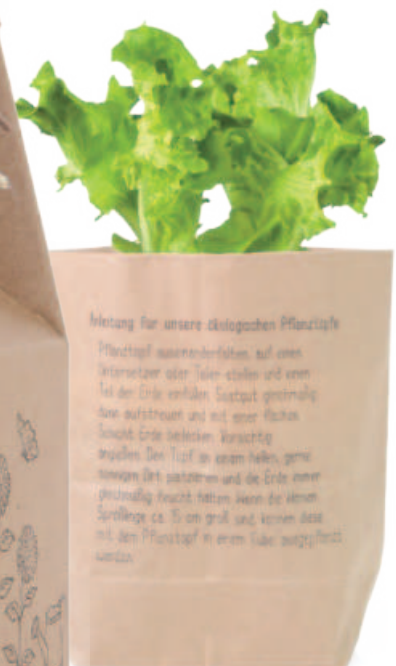 Anleitung für unsere ökologischen Pflanztöpfe
Pflanztopf auseinanderfalten, auf einen
Untersetzer oder Teller stellen und einen
Teil der Erde einfüllen. Saatgut gleichmäßig
dünn aufstreuen und mit einer flachen
Schicht Erde bedecken. Vorsichtig
angießen. Den Topf an einem hellen, gerne
sonnigen Ort platzieren und die Erde immer
gleichmäßig feucht halten. Wenn die kleinen
Sprößlinge ca. 15 cm groß sind, können diese
mit dem Pflanztopf in einem Kübel ausgepflanzt
werden.